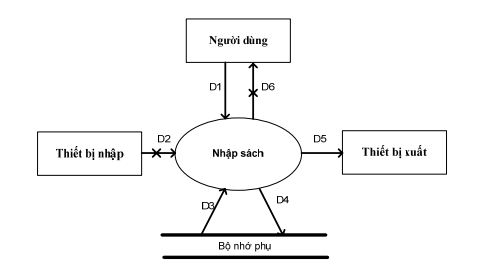 Người dùng
D1
D6
Thiết bị nhập
D2
Nhập sách
D5
Thiết bị xuất
D3
D4
Bộ nhớ phụ